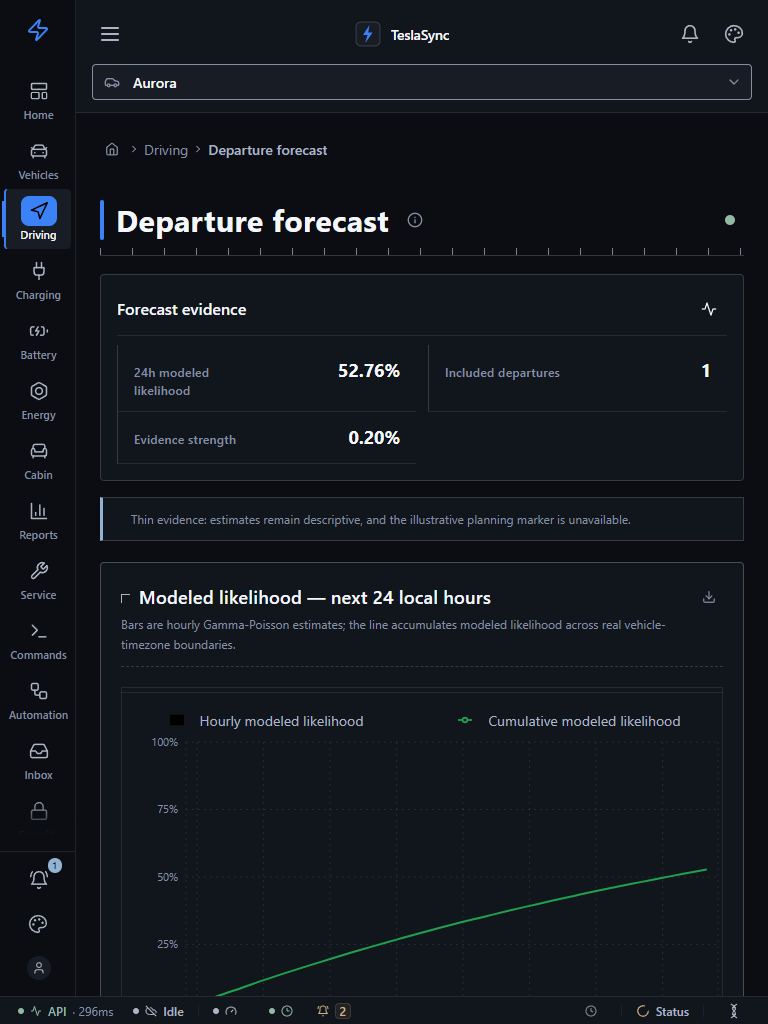 TeslaSync
Aurora
Home
Vehicles
Driving
Charging
Battery
Energy
Cabin
Reports
Service
Commands
Automation
Inbox
1
Driving
Departure forecast
Departure forecast
Forecast evidence
24h modeled likelihood
52.76%
Included departures
1
Evidence strength
0.20%
Thin evidence: estimates remain descriptive, and the illustrative planning marker is unavailable.
Modeled likelihood — next 24 local hours
Bars are hourly Gamma-Poisson estimates; the line accumulates modeled likelihood across real vehicle-
timezone boundaries.
Hourly modeled likelihood
Cumulative modeled likelihood
100%
75%
50%
25%
API · 296ms
Idle
2
Status